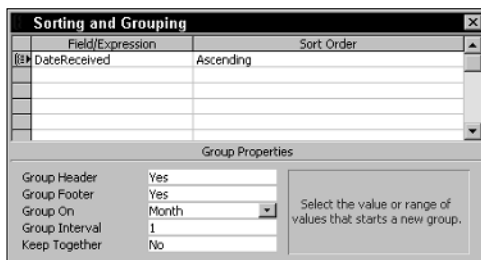 Sorting and Grouping
Field/Expression Sort Order
DateReceived Ascending
Group Properties
Group Header Yes
Group Footer Yes
Group On Month
Group Interval 1
Keep Together No
Select the value or range of
values that starts a new group.